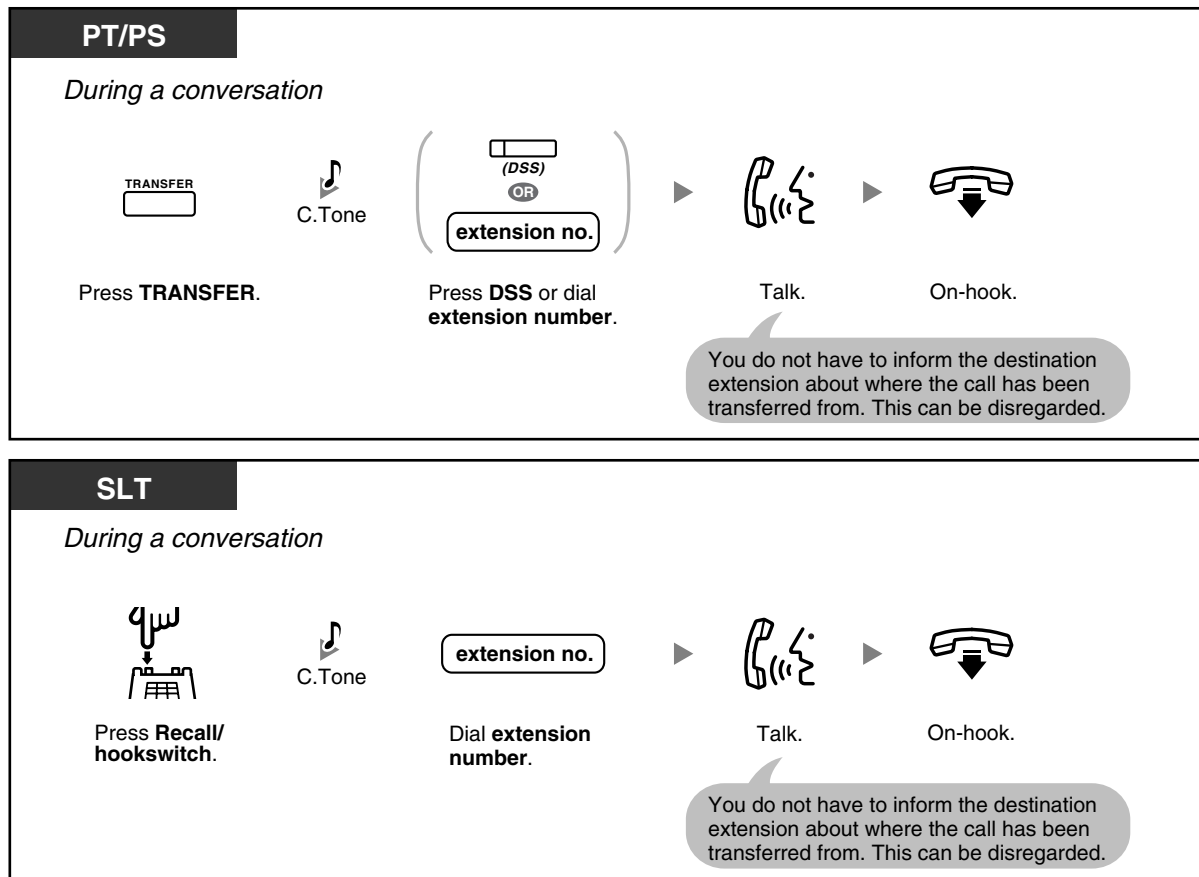 PT/PS
During a conversation
TRANSFER
C.Tone
(DSS)
OR
extension no.
Press TRANSFER.
Press DSS or dial
extension number.
Talk.
On-hook.
You do not have to inform the destination
extension about where the call has been
transferred from. This can be disregarded.
SLT
During a conversation
C.Tone
extension no.
Press Recall/
hookswitch.
Dial extension
number.
Talk.
On-hook.
You do not have to inform the destination
extension about where the call has been
transferred from. This can be disregarded.